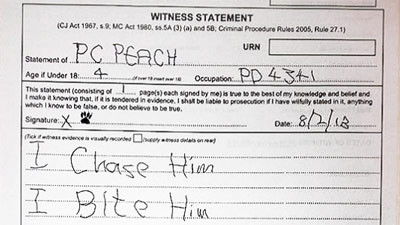 WITNESS STATEMENT
(CJ Act 1967, s.9; MC Act 1980, ss.5A (3) (a) and 5B; Criminal Procedure Rules 2005, Rule 27.1)
URN
Statement of PC PEACH
Age if Under 18: 4 (if over 18 insert over 18) Occupation: PD 4341
This statement (consisting of 1 page(s) each signed by me) is true to the best of my knowledge and belief and
I make it knowing that, if it is tendered in evidence, I shall be liable to prosecution if I have wilfully stated in it, anything
which I know to be false, or do not believe to be true.
Signature: X Date: 8/2/13
(Tick if witness evidence is visually recorded (supply witness details on rear)
I Chase Him
I Bite Him